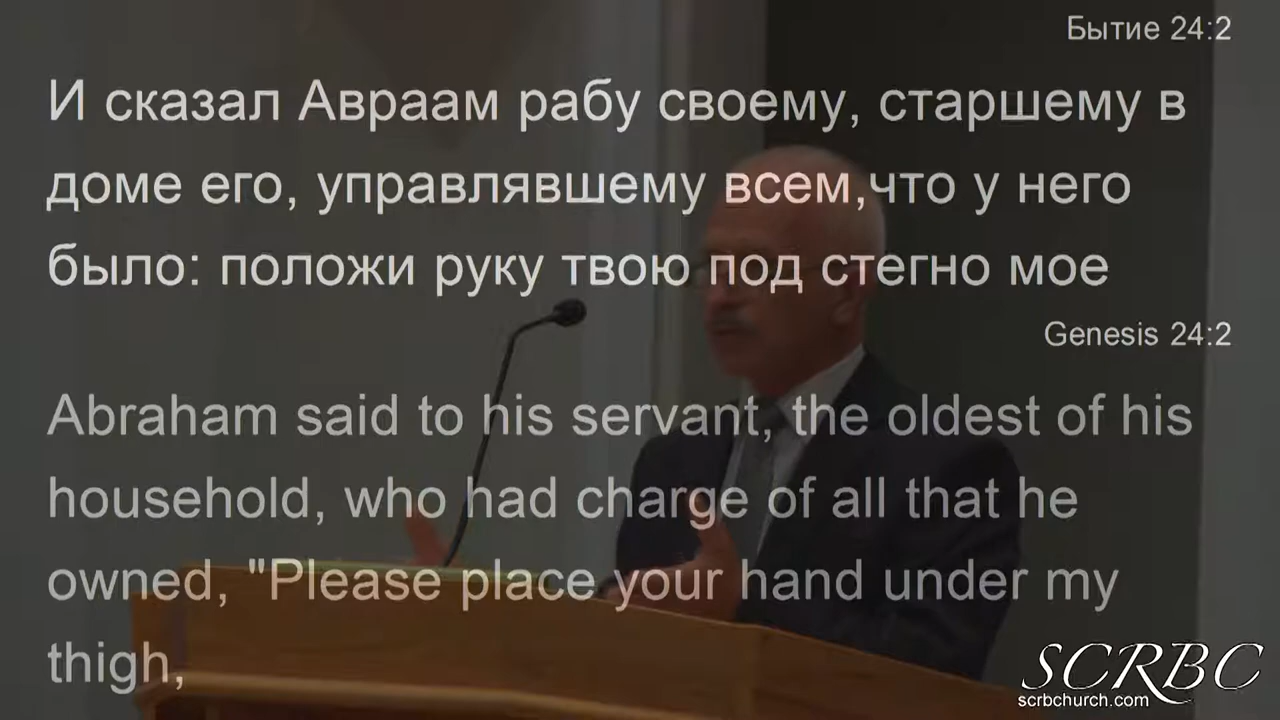 Бытие 24:2
И сказал Авраам рабу своему, старшему в
доме его, управлявшему всем,что у него
было: положи руку твою под стегно мое
Genesis 24:2
Abraham said to his servant, the oldest of his
household, who had charge of all that he
owned, "Please place your hand under my
thigh,
SCRBC
scrbchurch.com